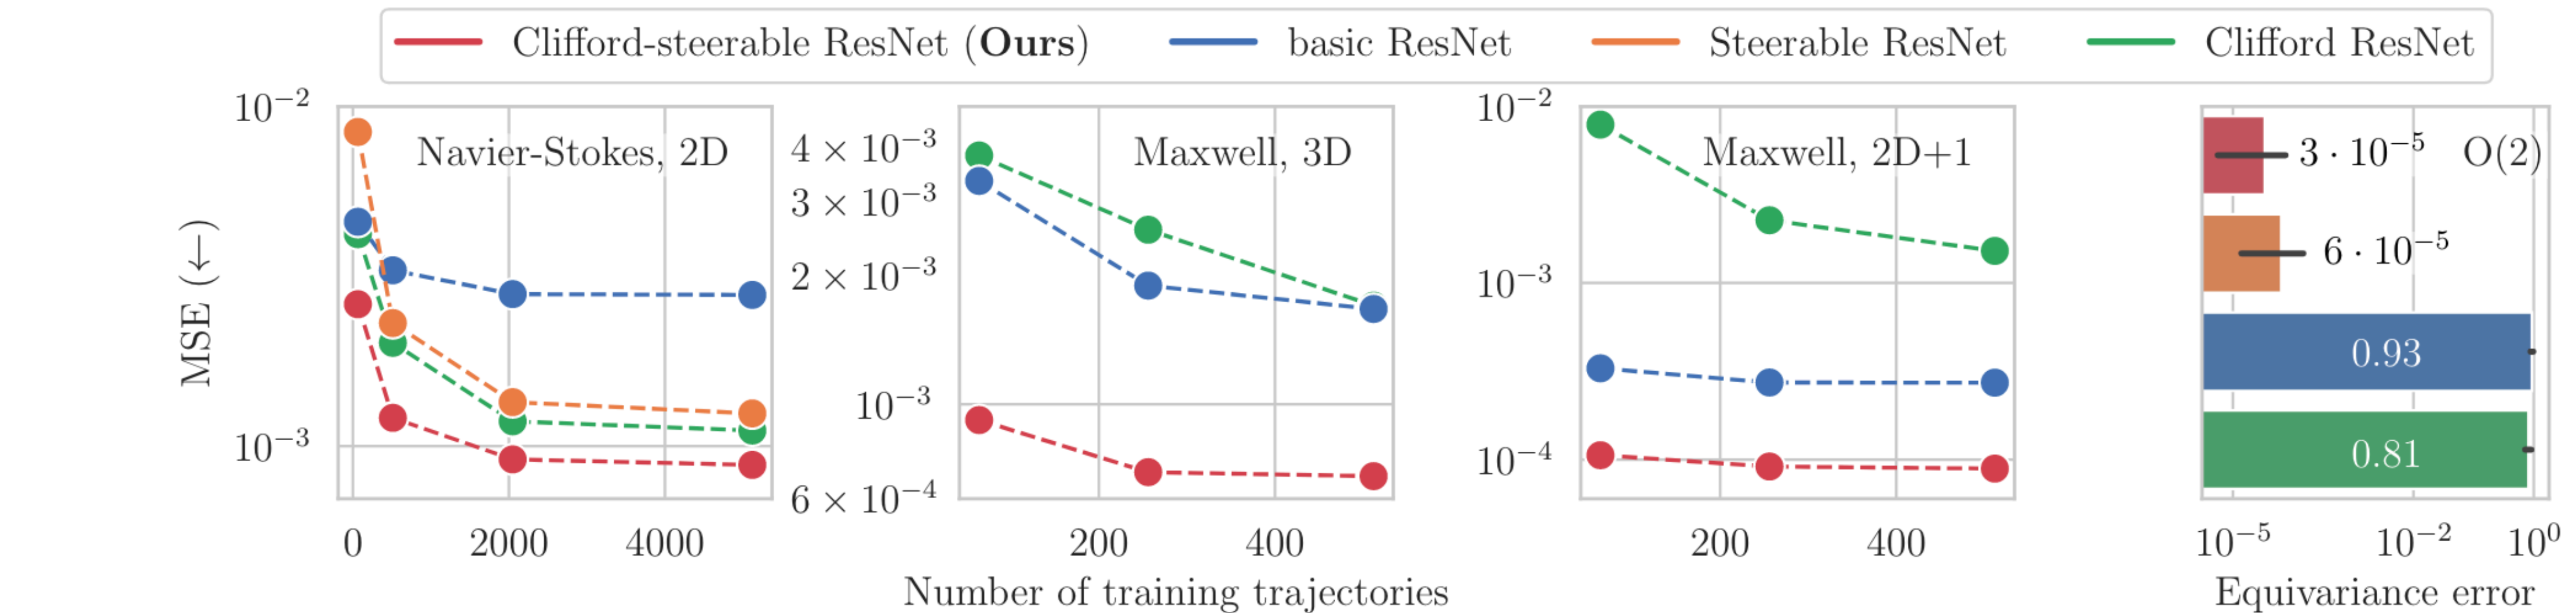 Clifford-steerable ResNet (Ours) basic ResNet Steerable ResNet Clifford ResNet
MSE (←)
10⁻²
10⁻³
Navier-Stokes, 2D
0 2000 4000
4 × 10⁻³
3 × 10⁻³
2 × 10⁻³
10⁻³
6 × 10⁻⁴
Maxwell, 3D
200 400
Number of training trajectories
10⁻²
10⁻³
10⁻⁴
Maxwell, 2D+1
200 400
3 · 10⁻⁵ O(2)
6 · 10⁻⁵
0.93
0.81
10⁻⁵ 10⁻² 10⁰
Equivariance error